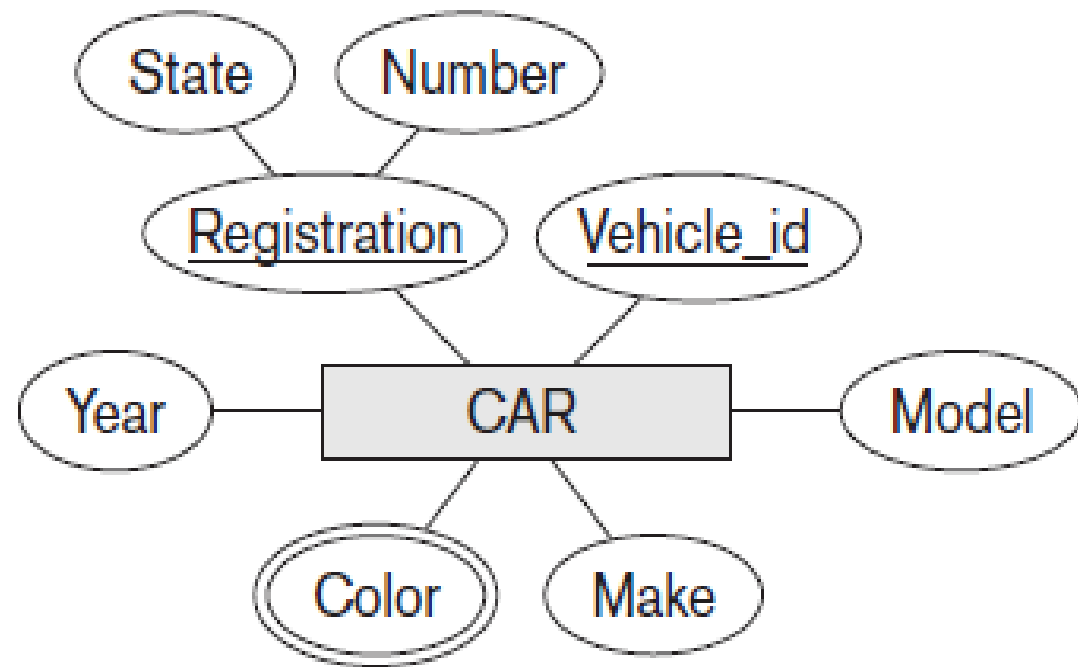 State Number
Registration Vehicle_id
Year CAR Model
Color Make